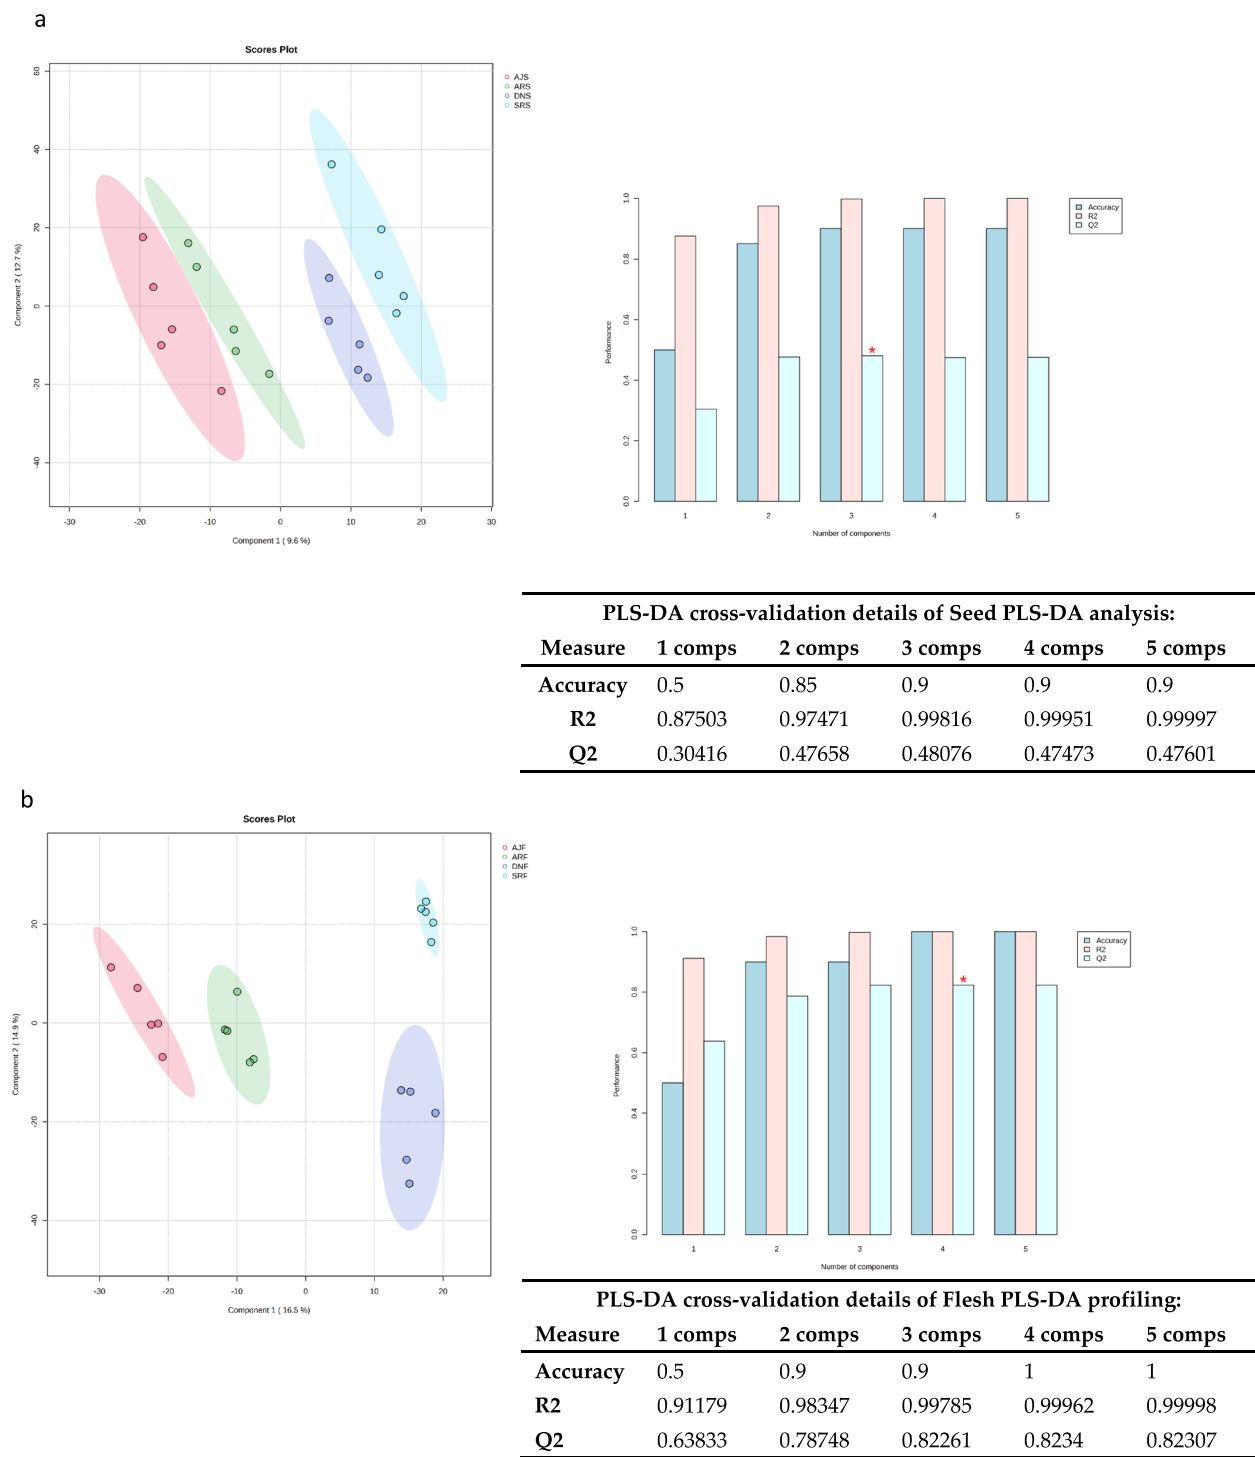 a
Scores Plot
AJS
ARS
DNS
SRS
60
40
20
0
-20
-40
Component 2 ( 12.7 %)
-30 -20 -10 0 10 20 30
Component 1 ( 9.6 %)
1.0
0.8
0.6
0.4
0.2
0.0
Performance
*
Accuracy
R2
Q2
1 2 3 4 5
Number of components
PLS-DA cross-validation details of Seed PLS-DA analysis:
Measure 1 comps 2 comps 3 comps 4 comps 5 comps
Accuracy 0.5 0.85 0.9 0.9 0.9
R2 0.87503 0.97471 0.99816 0.99951 0.99997
Q2 0.30416 0.47658 0.48076 0.47473 0.47601
b
Scores Plot
AJF
ARF
DNF
SRF
20
0
-20
-40
Component 2 ( 14.9 %)
-30 -20 -10 0 10 20
Component 1 ( 16.5 %)
1.0
0.8
0.6
0.4
0.2
0.0
Performance
*
Accuracy
R2
Q2
1 2 3 4 5
Number of components
PLS-DA cross-validation details of Flesh PLS-DA profiling:
Measure 1 comps 2 comps 3 comps 4 comps 5 comps
Accuracy 0.5 0.9 0.9 1 1
R2 0.91179 0.98347 0.99785 0.99962 0.99998
Q2 0.63833 0.78748 0.82261 0.8234 0.82307